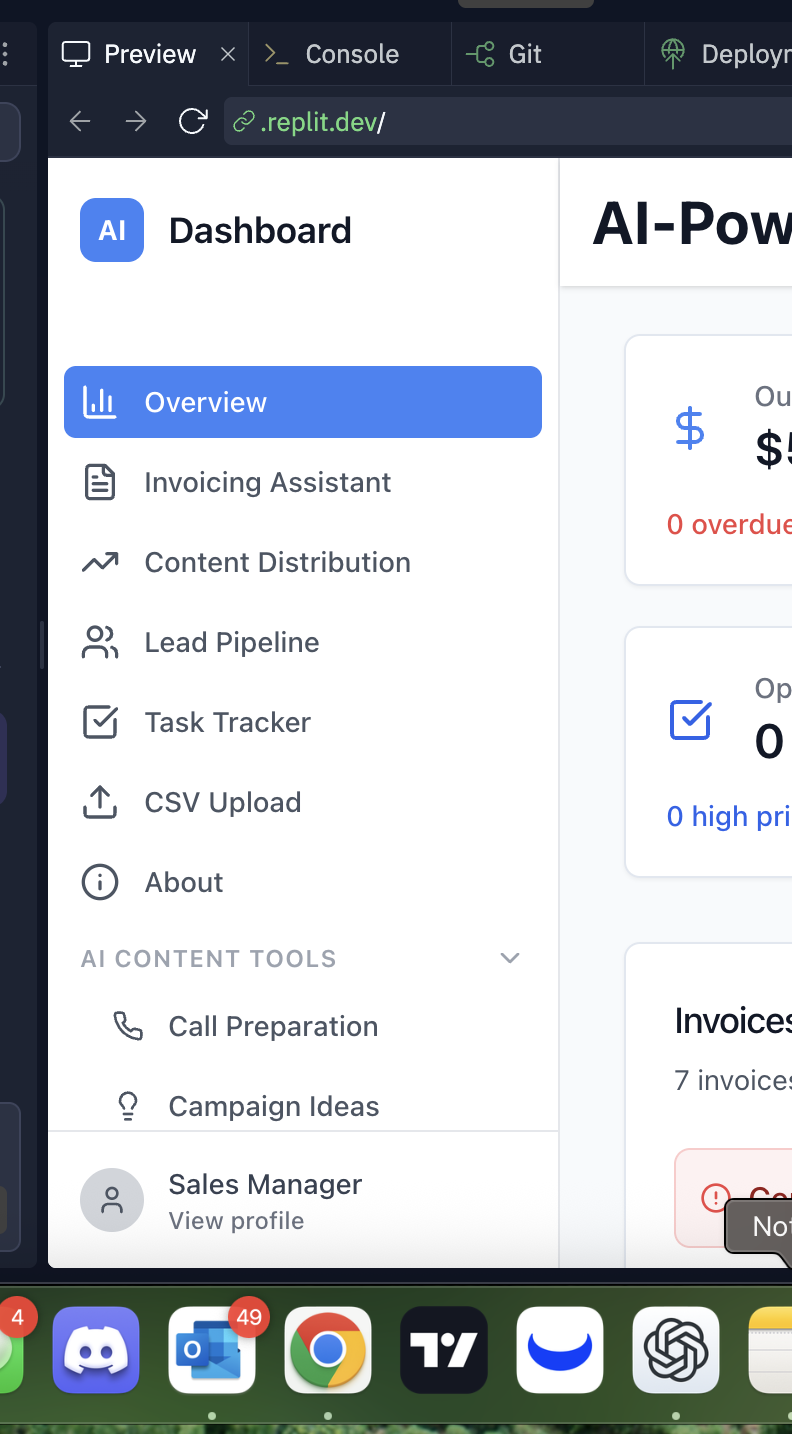 Preview
Console
Git
.replit.dev/
AI
Dashboard
Overview
Invoicing Assistant
Content Distribution
Lead Pipeline
Task Tracker
CSV Upload
About
AI CONTENT TOOLS
Call Preparation
Campaign Ideas
Sales Manager
View profile
AI-Pow
Ou
$5
0 overdue
Op
0
0 high pri
Invoices
7 invoices
4
49